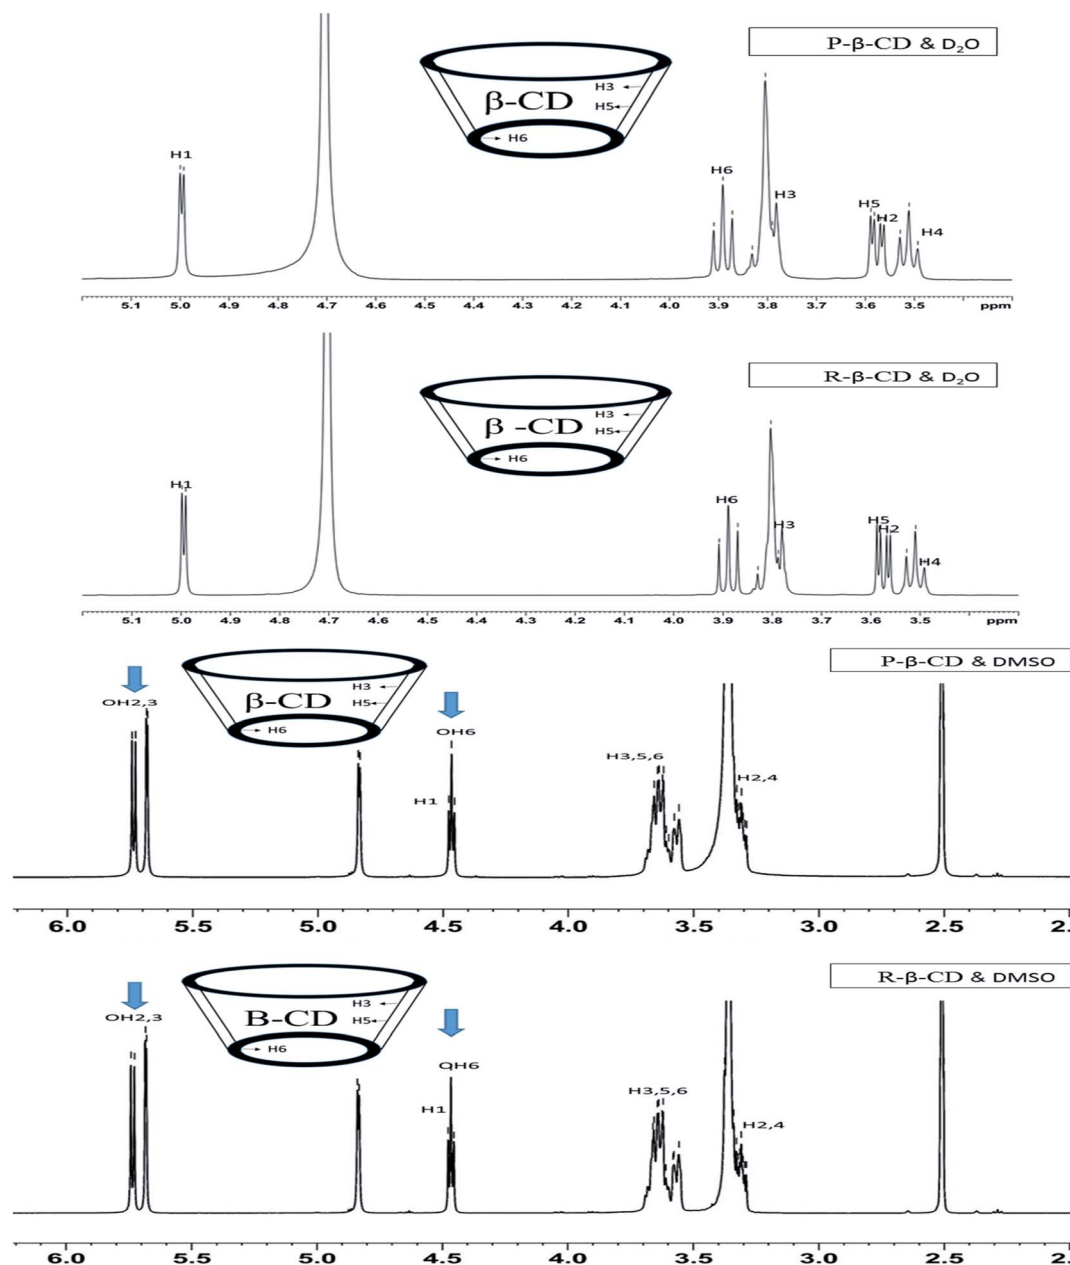 P-β-CD & D₂O
H3
β-CD
H5
H6
H1
H6
H3
H5
H2
H4
5.1 5.0 4.9 4.8 4.7 4.6 4.5 4.4 4.3 4.2 4.1 4.0 3.9 3.8 3.7 3.6 3.5 ppm
R-β-CD & D₂O
H3
β -CD
H5
H6
H1
H6
H3
H5
H2
H4
5.1 5.0 4.9 4.8 4.7 4.6 4.5 4.4 4.3 4.2 4.1 4.0 3.9 3.8 3.7 3.6 3.5 ppm
P-β-CD & DMSO
H3
OH2,3
β-CD
H5
H6
OH6
H3,5,6
H2,4
H1
6.0 5.5 5.0 4.5 4.0 3.5 3.0 2.5 2.
R-β-CD & DMSO
H3
OH2,3
B-CD
H5
H6
OH6
H3,5,6
H1
H2,4
6.0 5.5 5.0 4.5 4.0 3.5 3.0 2.5 2.